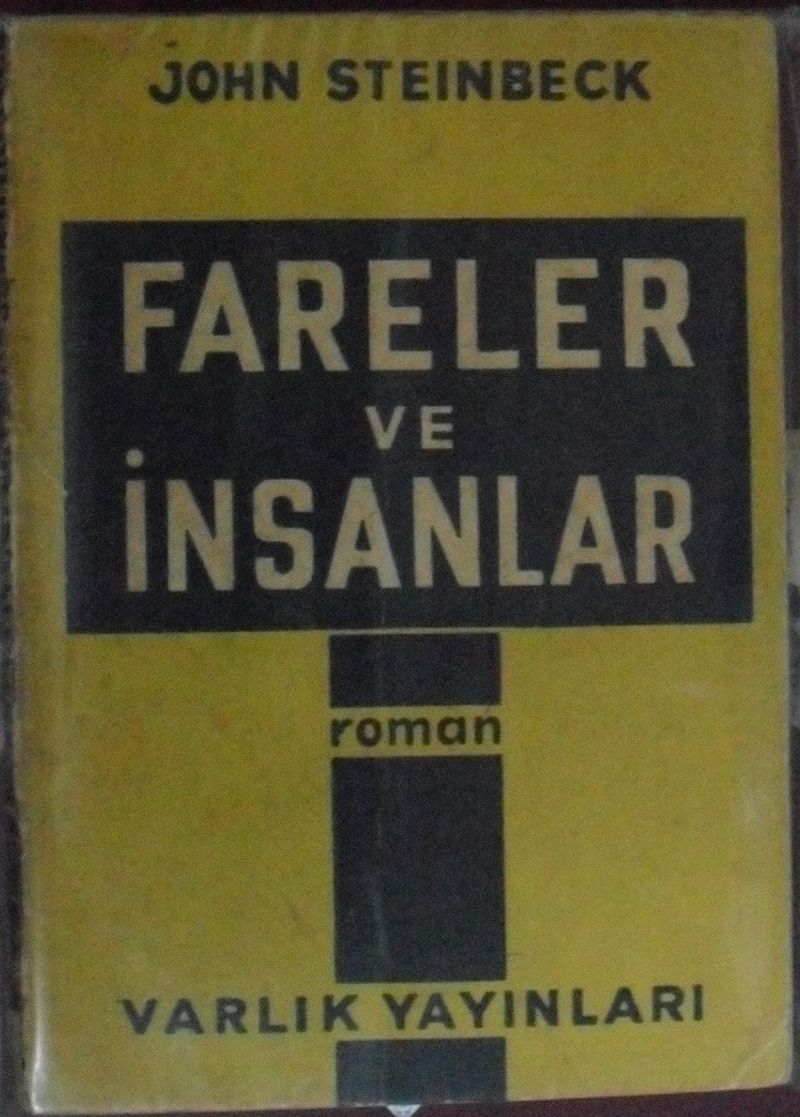 JOHN STEINBECK
FARELER
VE
İNSANLAR
roman
VARLIK YAYINLARI